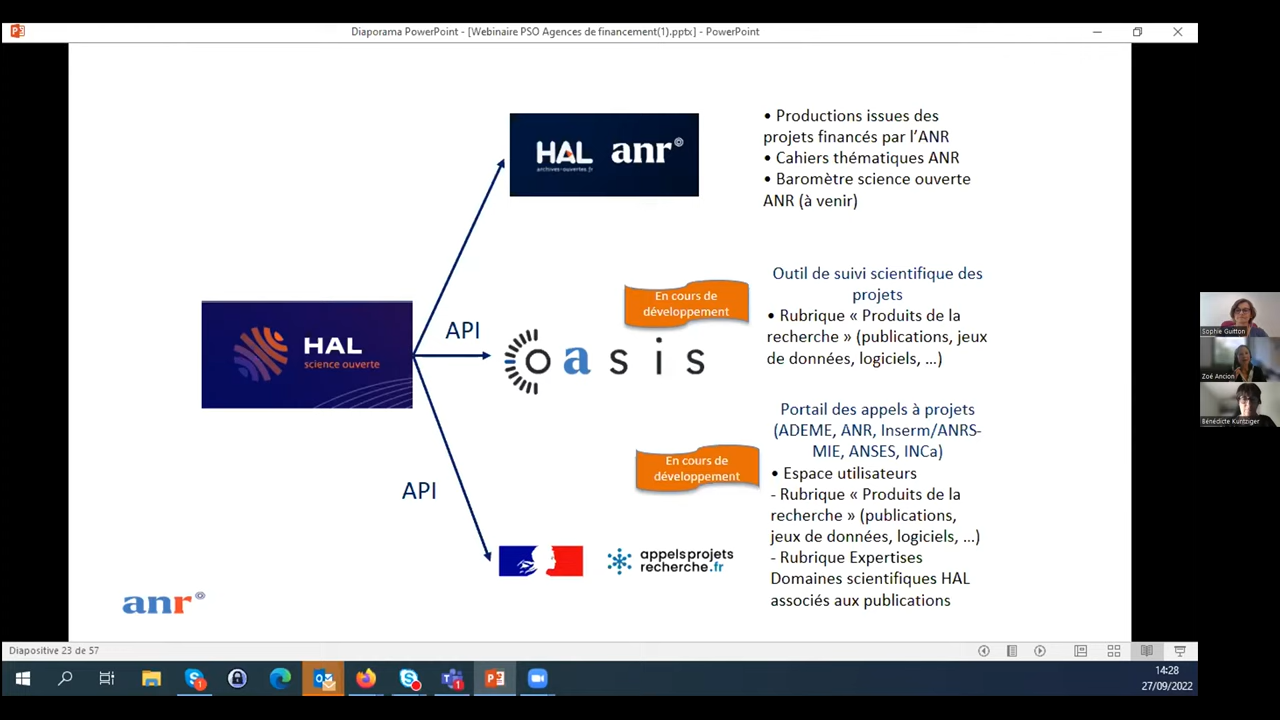 Diaporama PowerPoint - [Webinaire PSO Agences de financement(1).pptx] - PowerPoint
HAL anr
archives-ouvertes.fr
• Productions issues des
projets financés par l'ANR
• Cahiers thématiques ANR
• Baromètre science ouverte
ANR (à venir)
HAL
science ouverte
API
En cours de
développement
oasis
Outil de suivi scientifique des
projets
• Rubrique « Produits de la
recherche » (publications, jeux
de données, logiciels, …)
API
En cours de
développement
appelsprojets
recherche.fr
Portail des appels à projets
(ADEME, ANR, Inserm/ANRS-
MIE, ANSES, INCa)
• Espace utilisateurs
- Rubrique « Produits de la
recherche » (publications,
jeux de données, logiciels, …)
- Rubrique Expertises
Domaines scientifiques HAL
associés aux publications
anr
Sophie Guitton
Zoé Ancion
Bénédicte Kuntziger
Diapositive 23 de 57
14:28
27/09/2022